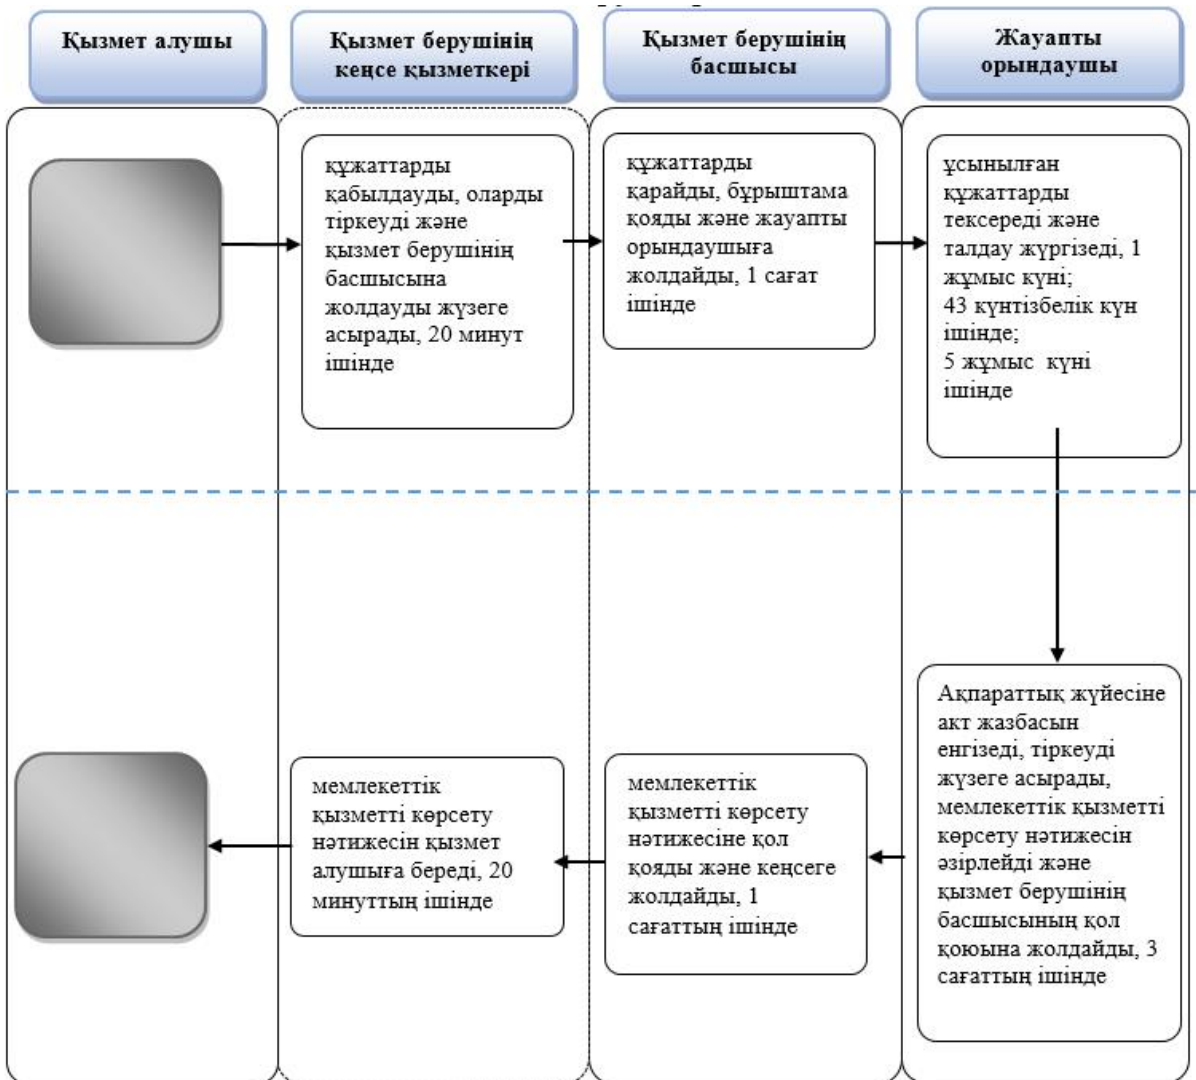 Қызмет алушы
Қызмет берушінің
кеңсе қызметкері
Қызмет берушінің
басшысы
Жауапты
орындаушы
құжаттарды
қабылдауды, оларды
тіркеуді және
қызмет берушінің
басшысына
жолдауды жүзеге
асырады, 20 минут
ішінде
құжаттарды
қарайды, бұрыштама
қояды және жауапты
орындаушыға
жолдайды, 1 сағат
ішінде
ұсынылған
құжаттарды
тексереді және
талдау жүргізеді, 1
жұмыс күні;
43 күнтізбелік күн
ішінде;
5 жұмыс күні
ішінде
Ақпараттық жүйесіне
акт жазбасын
енгізеді, тіркеуді
жүзеге асырады,
мемлекеттік қызметті
көрсету нәтижесін
әзірлейді және
қызмет берушінің
басшысының қол
қоюына жолдайды, 3
сағаттың ішінде
мемлекеттік
қызметті көрсету
нәтижесіне қол
қояды және кеңсеге
жолдайды, 1
сағаттың ішінде
мемлекеттік
қызметті көрсету
нәтижесін қызмет
алушыға береді, 20
минуттың ішінде